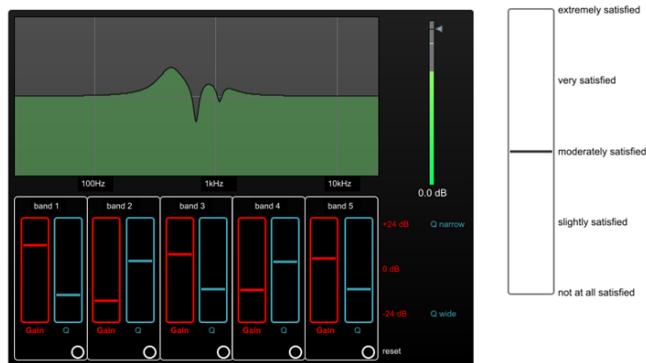 100Hz 1kHz 10kHz
0.0 dB
band 1 band 2 band 3 band 4 band 5
+24 dB Q narrow
0 dB
-24 dB Q wide
Gain Q Gain Q Gain Q Gain Q Gain Q
reset
extremely satisfied
very satisfied
moderately satisfied
slightly satisfied
not at all satisfied